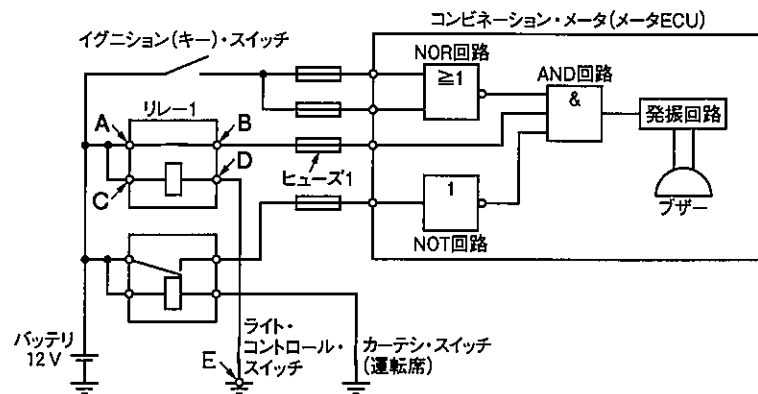 コンビネーション・メータ(メータECU)
イグニション(キー)・スイッチ
NOR回路
≧1
AND回路
&
発振回路
リレー1
A
B
C
D
ヒューズ1
1
NOT回路
ブザー
バッテリ
12V
E
ライト・
コントロール・
スイッチ
カーテシ・スイッチ
(運転席)